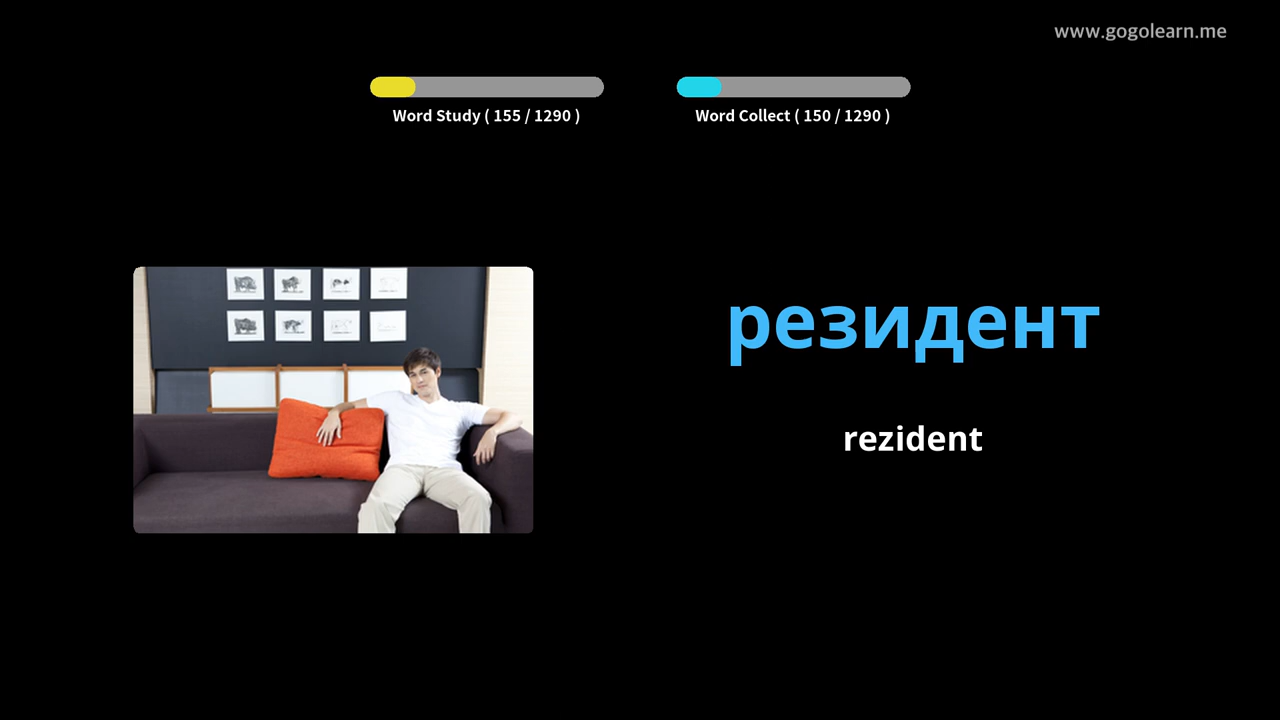 www.gogolearn.me
Word Study ( 155 / 1290 )
Word Collect ( 150 / 1290 )
резидент
rezident